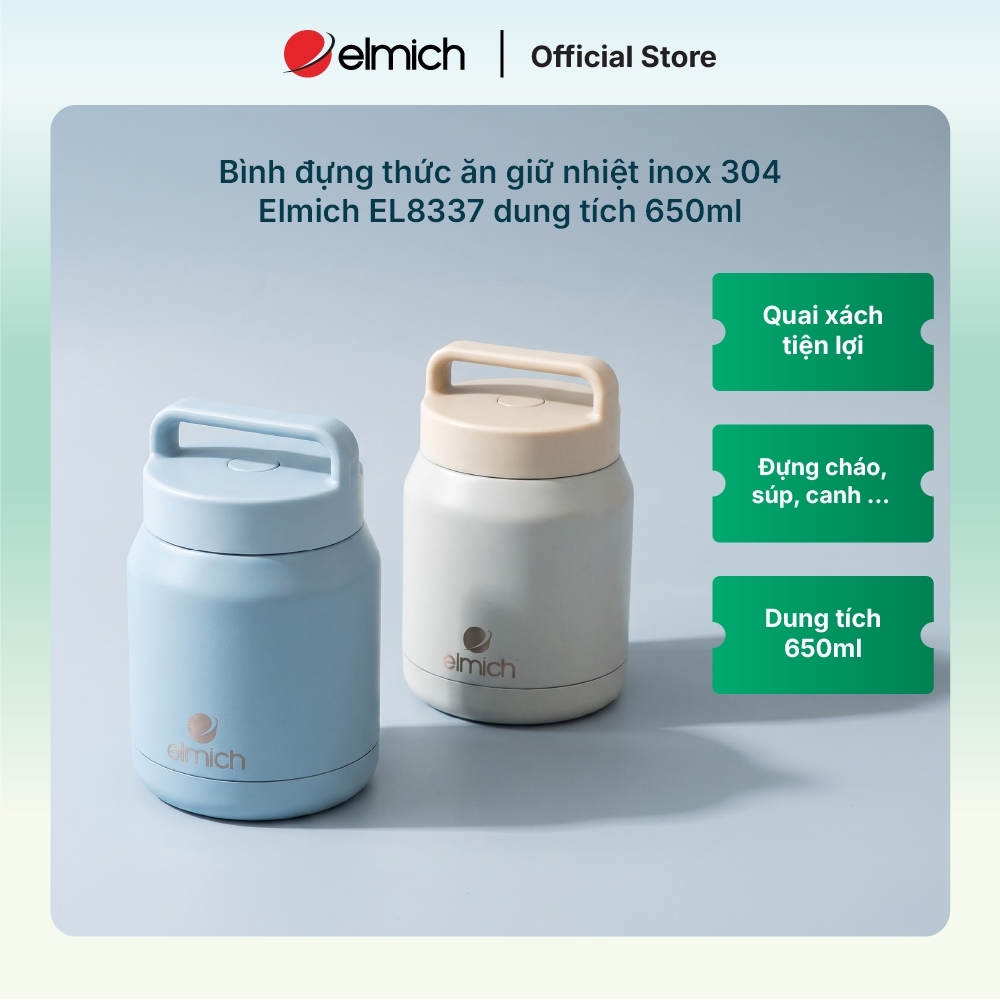 elmich | Official Store
Bình đựng thức ăn giữ nhiệt inox 304
Elmich EL8337 dung tích 650ml
Quai xách
tiện lợi
Đựng cháo,
súp, canh ...
Dung tích
650ml
elmich
elmich